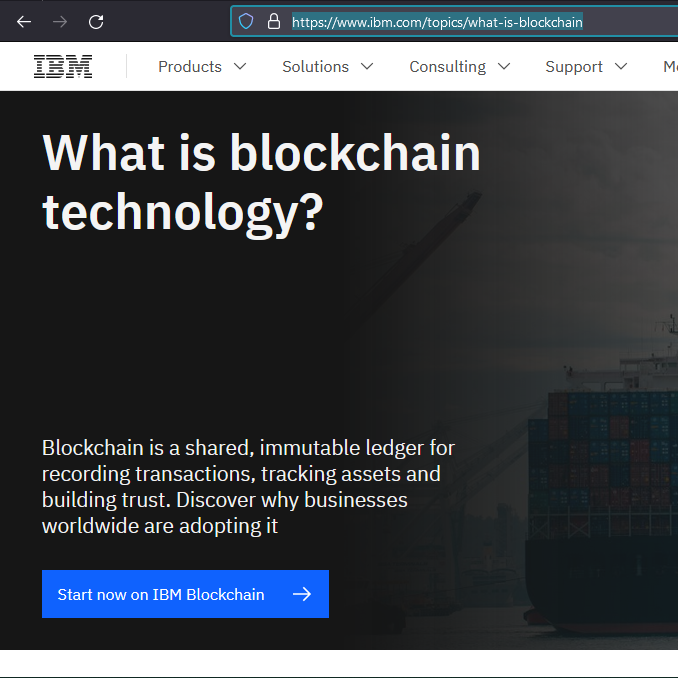 https://www.ibm.com/topics/what-is-blockchain
IBM Products Solutions Consulting Support
What is blockchain
technology?
Blockchain is a shared, immutable ledger for
recording transactions, tracking assets and
building trust. Discover why businesses
worldwide are adopting it
Start now on IBM Blockchain